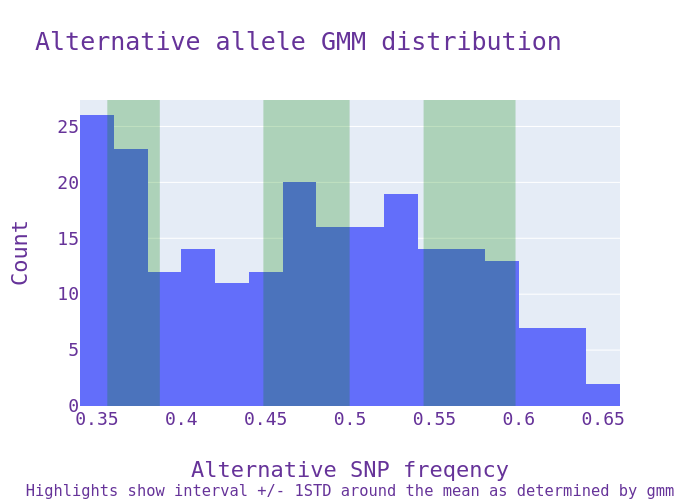 Alternative allele GMM distribution
25
20
15
10
5
0
Count
0.35 0.4 0.45 0.5 0.55 0.6 0.65
Alternative SNP freqency
Highlights show interval +/- 1STD around the mean as determined by gmm